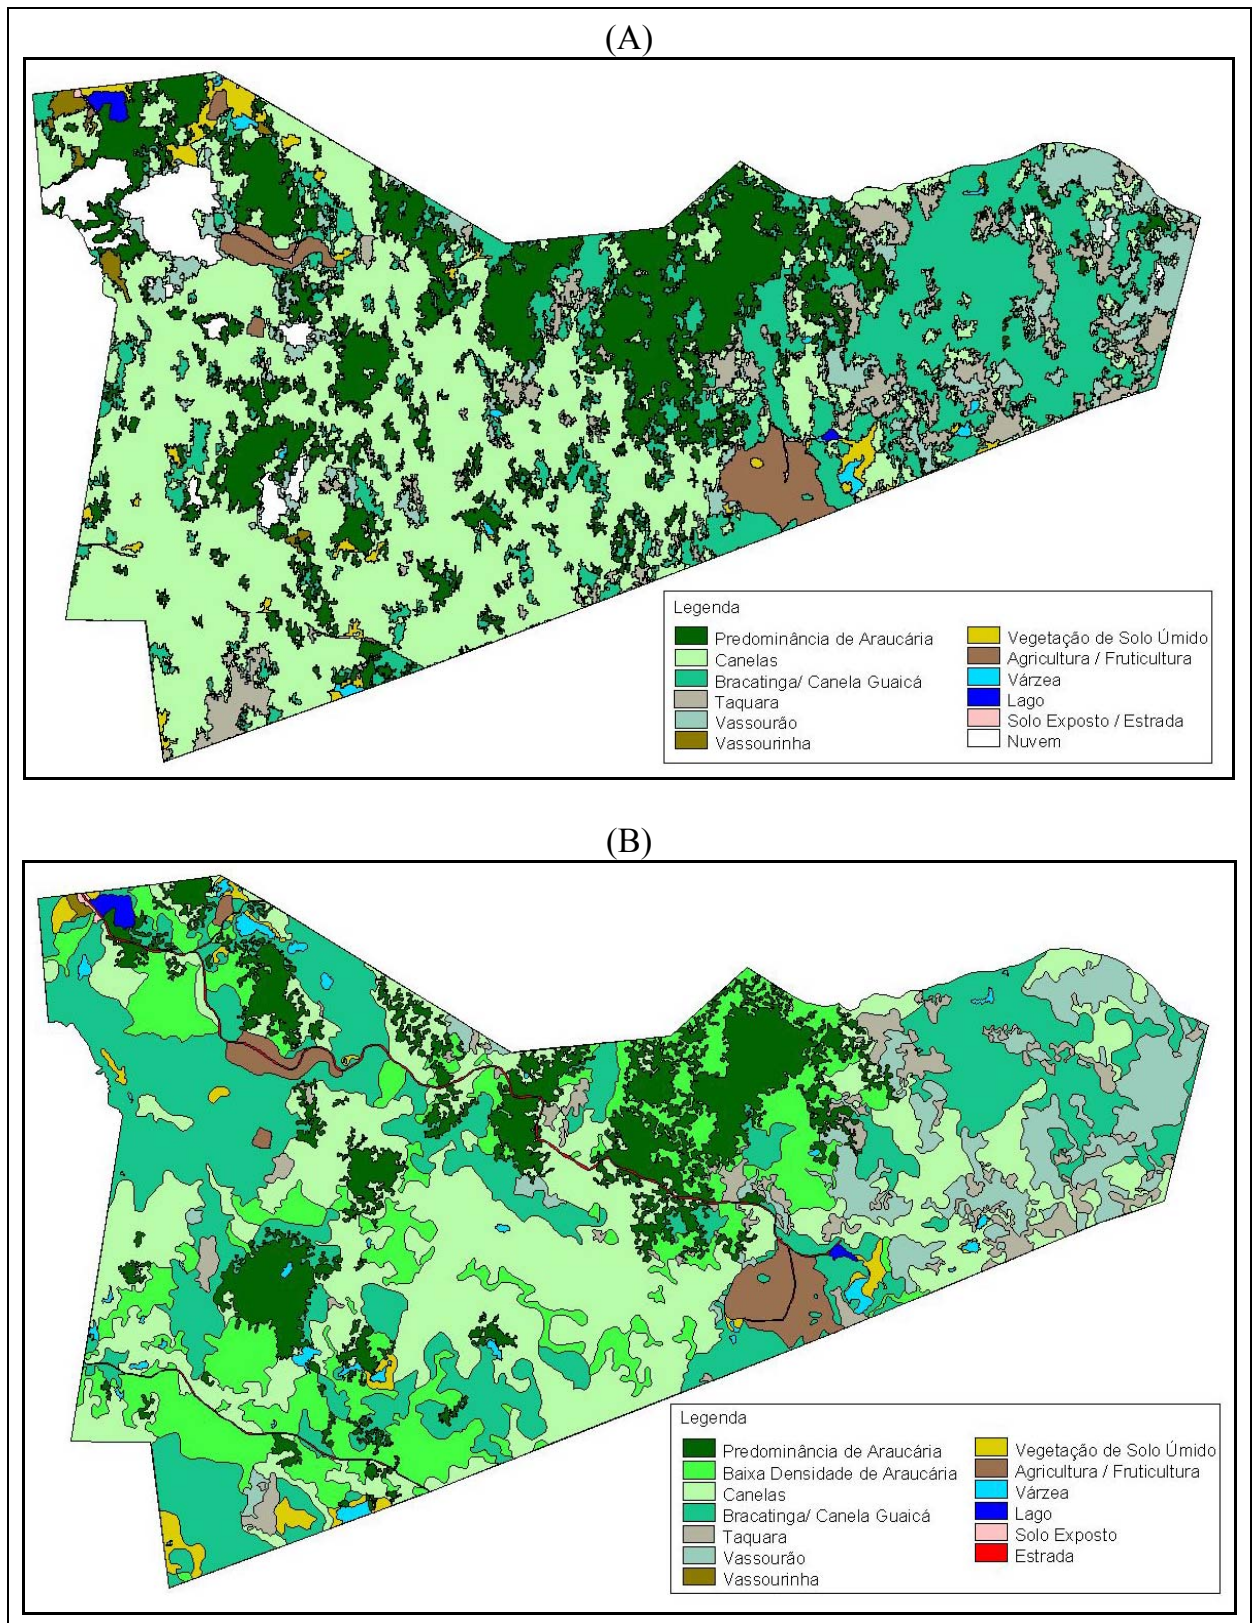 (A)
Legenda
Predominância de Araucária
Canelas
Bracatinga/ Canela Guaicá
Taquara
Vassourão
Vassourinha
Vegetação de Solo Úmido
Agricultura / Fruticultura
Várzea
Lago
Solo Exposto / Estrada
Nuvem
(B)
Legenda
Predominância de Araucária
Baixa Densidade de Araucária
Canelas
Bracatinga/ Canela Guaicá
Taquara
Vassourão
Vassourinha
Vegetação de Solo Úmido
Agricultura / Fruticultura
Várzea
Lago
Solo Exposto
Estrada